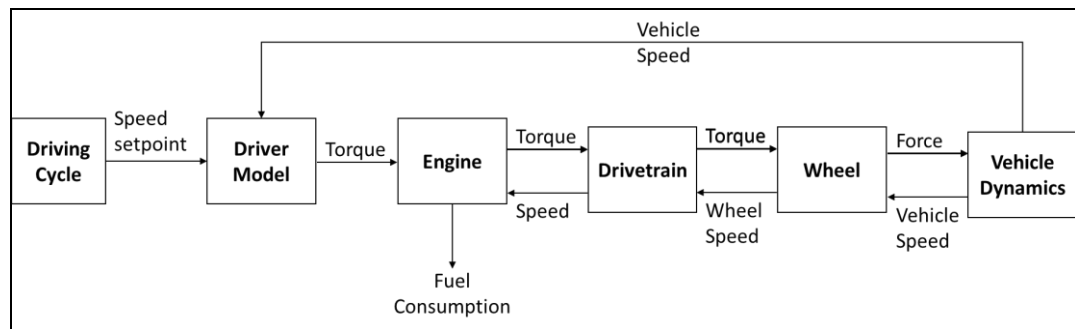 Vehicle
Speed
Speed
setpoint
Driving
Cycle
Driver
Model
Torque
Engine
Torque
Speed
Drivetrain
Torque
Wheel
Speed
Wheel
Force
Vehicle
Speed
Vehicle
Dynamics
Fuel
Consumption